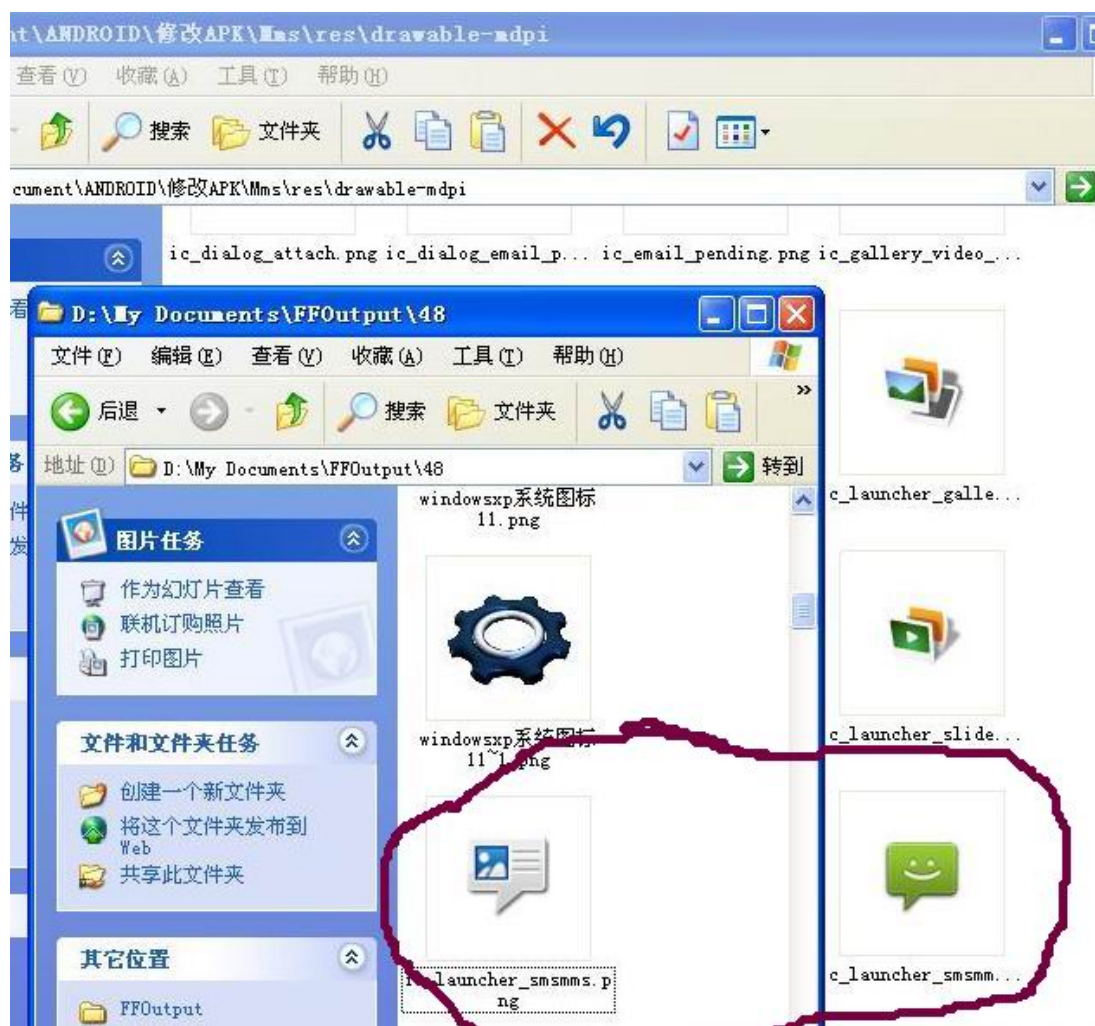 nt\ANDROID\修改APK\Mms\res\drawable-mdpi
查看(V) 收藏(A) 工具(T) 帮助(H)
搜索 文件夹
cument\ANDROID\修改APK\Mms\res\drawable-mdpi
ic_dialog_attach.png ic_dialog_email_p... ic_email_pending.png ic_gallery_video_...
看
D:\My Documents\FFOutput\48
文件(F) 编辑(E) 查看(V) 收藏(A) 工具(T) 帮助(H)
后退 搜索 文件夹 »
地址(D) D:\My Documents\FFOutput\48 转到
务
件
发
windowsxp系统图标
11.png
c_launcher_galle...
图片任务
作为幻灯片查看
联机订购照片
打印图片
windowsxp系统图标
11~1.png
c_launcher_slide...
文件和文件夹任务
创建一个新文件夹
将这个文件夹发布到
Web
共享此文件夹
其它位置
FFOutput
launcher_smsmms.p
ng
c_launcher_smsmm...